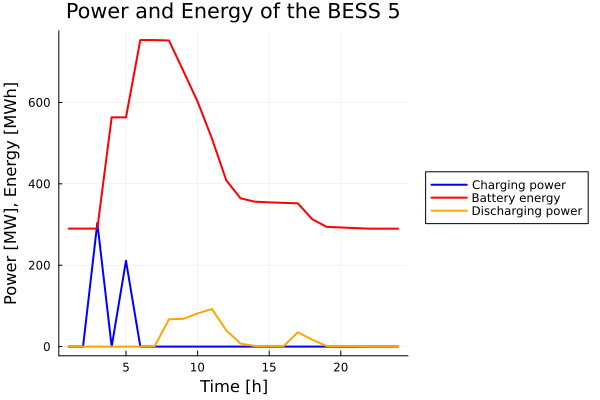 Power and Energy of the BESS 5
Power [MW], Energy [MWh]
600
400
200
0
5
10
15
20
Time [h]
Charging power
Battery energy
Discharging power